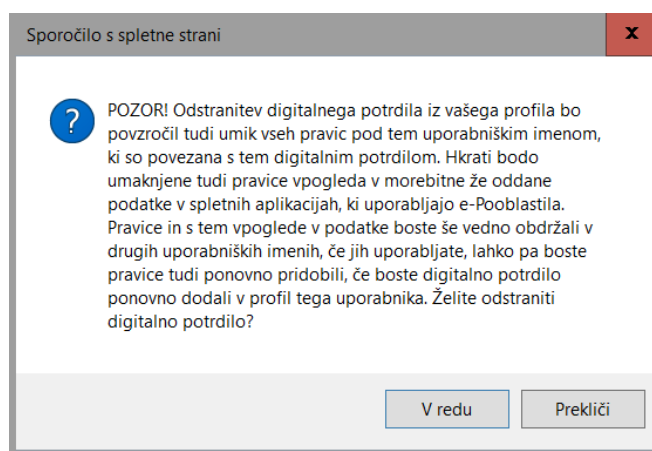 Sporočilo s spletne strani
x
?
POZOR! Odstranitev digitalnega potrdila iz vašega profila bo
povzročil tudi umik vseh pravic pod tem uporabniškim imenom,
ki so povezana s tem digitalnim potrdilom. Hkrati bodo
umaknjene tudi pravice vpogleda v morebitne že oddane
podatke v spletnih aplikacijah, ki uporabljajo e-Pooblastila.
Pravice in s tem vpoglede v podatke boste še vedno obdržali v
drugih uporabniških imenih, če jih uporabljate, lahko pa boste
pravice tudi ponovno pridobili, če boste digitalno potrdilo
ponovno dodali v profil tega uporabnika. Želite odstraniti
digitalno potrdilo?
V redu Prekliči